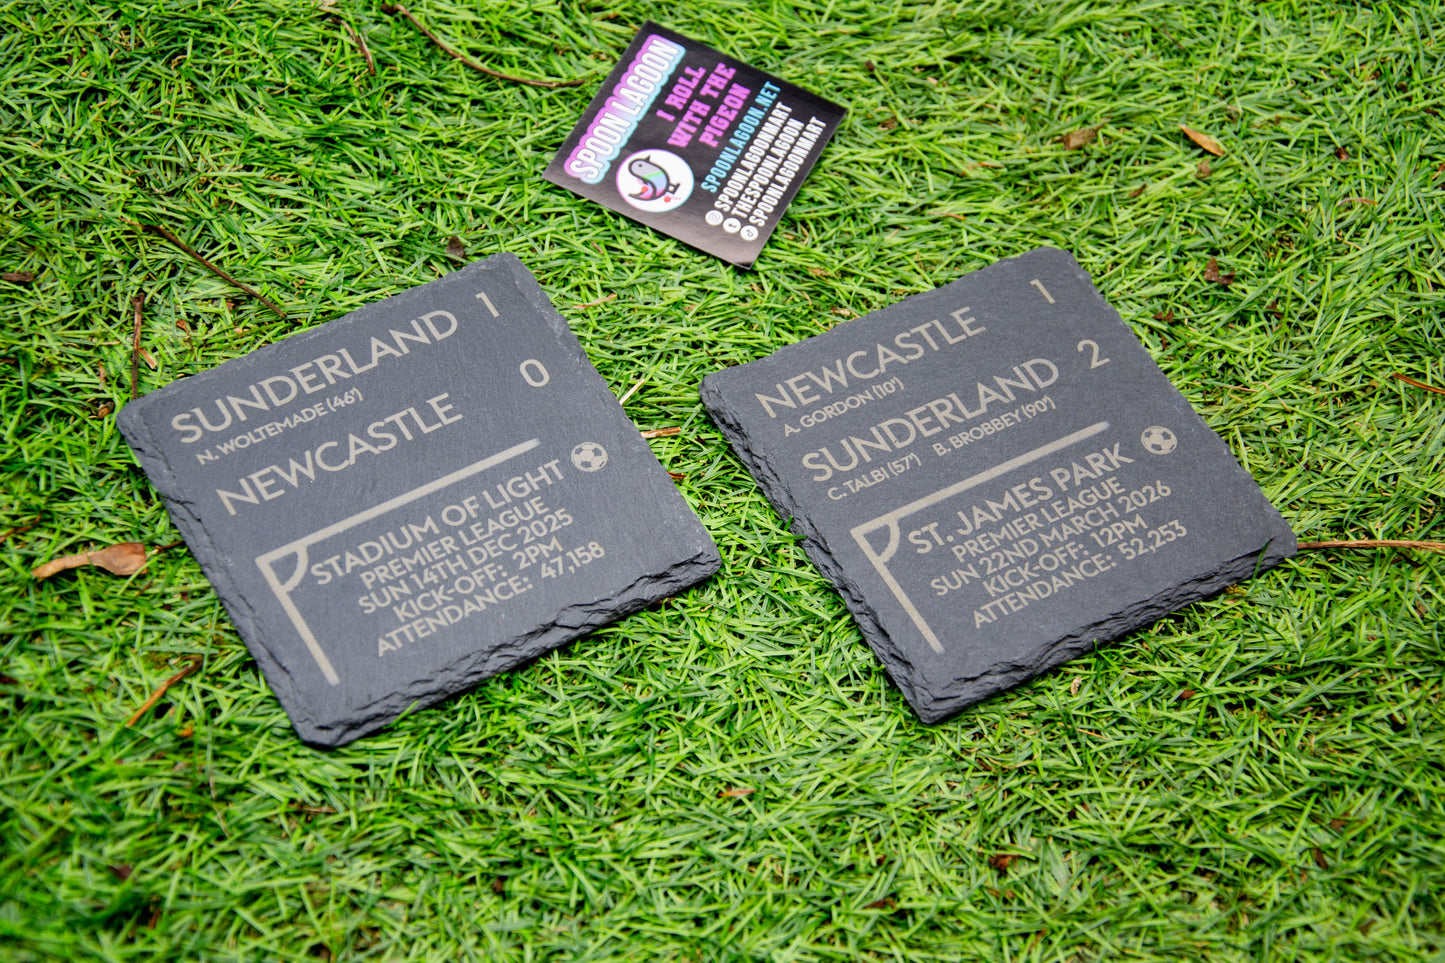 SPOON LAGOON
I ROLL
WITH THE
PIGEON
SPOONLAGOON.NET
@SPOONLAGOONMART
THESPOONLAGOON
SPOONLAGOONMART
SUNDERLAND 1
N. WOLTEMADE (46')
NEWCASTLE 0
STADIUM OF LIGHT
PREMIER LEAGUE
SUN 14TH DEC 2025
KICK-OFF: 2PM
ATTENDANCE: 47,158
NEWCASTLE 1
A. GORDON (10')
SUNDERLAND 2
C. TALBI (57') B. BROBBEY (90')
ST. JAMES PARK
PREMIER LEAGUE
SUN 22ND MARCH 2026
KICK-OFF: 12PM
ATTENDANCE: 52,253